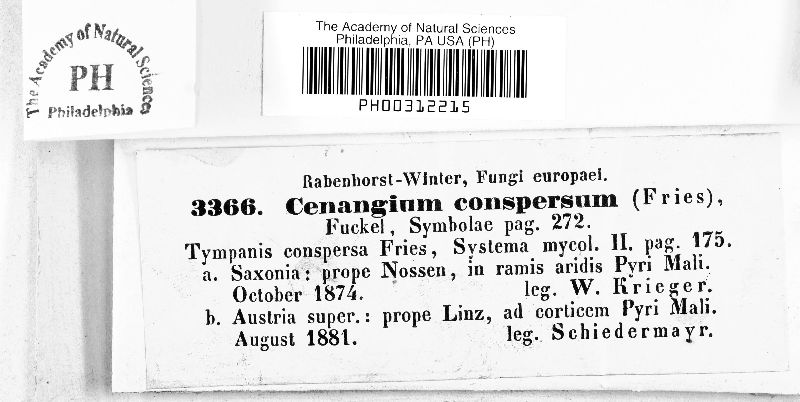 The Academy of Natural Sciences
PH
Philadelphia
The Academy of Natural Sciences
Philadelphia, PA USA (PH)
PH00312215
Rabenhorst-Winter, Fungi europaei.
3366. Cenangium conspersum (Fries),
Fuckel, Symbolae pag. 272.
Tympanis conspersa Fries, Systema mycol. II. pag. 175.
a. Saxonia: prope Nossen, in ramis aridis Pyri Mali.
October 1874. leg. W. Krieger.
b. Austria super.: prope Linz, ad corticem Pyri Mali.
August 1881. leg. Schiedermayr.